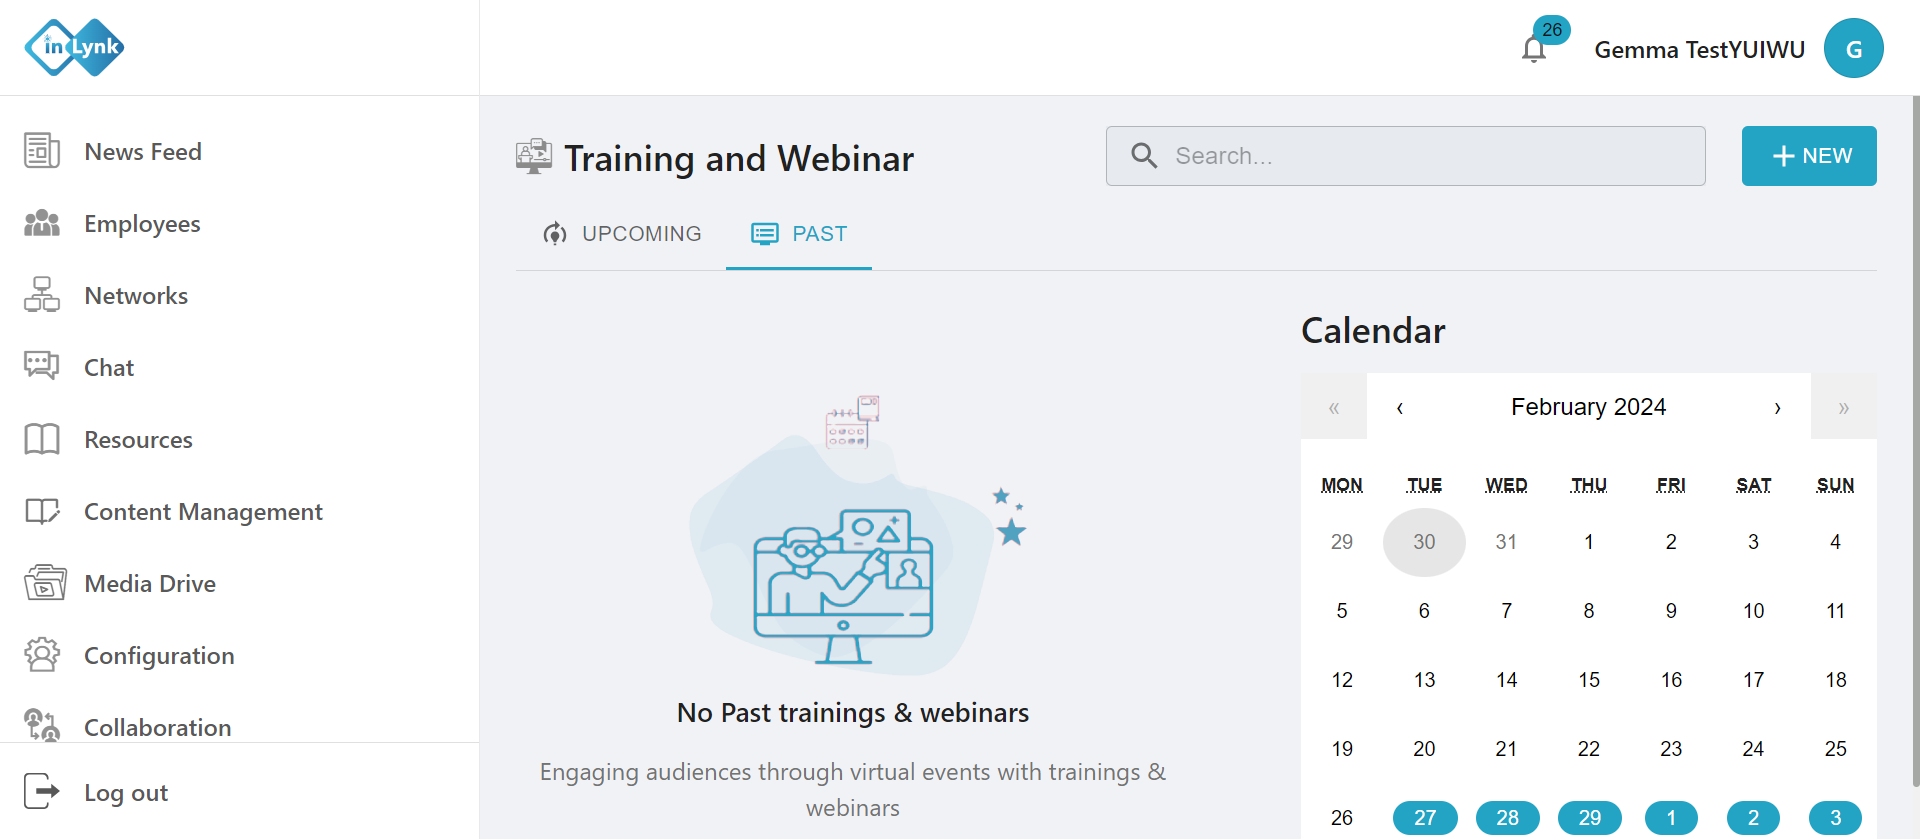 in Lynk
26
Gemma TestYUIWU
G
News Feed
Employees
Networks
Chat
Resources
Content Management
Media Drive
Configuration
Collaboration
Log out
Training and Webinar
Search...
+ NEW
UPCOMING
PAST
No Past trainings & webinars
Engaging audiences through virtual events with trainings &
webinars
Calendar
« ‹ February 2024 › »
MON TUE WED THU FRI SAT SUN
29 30 31 1 2 3 4
5 6 7 8 9 10 11
12 13 14 15 16 17 18
19 20 21 22 23 24 25
26 27 28 29 1 2 3